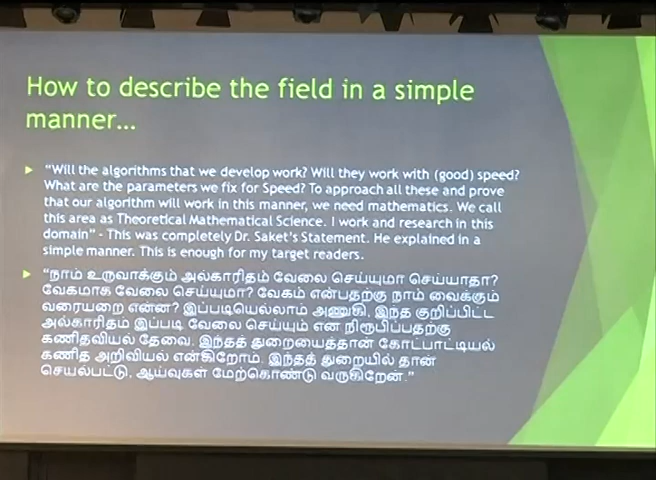 How to describe the field in a simple
manner...
"Will the algorithms that we develop work? Will they work with (good) speed?
What are the parameters we fix for Speed? To approach all these and prove
that our algorithm will work in this manner, we need mathematics. We call
this area as Theoretical Mathematical Science. I work and research in this
domain" - This was completely Dr. Saket's Statement. He explained in a
simple manner. This is enough for my target readers.
"நாம் உருவாக்கும் அல்காரிதம் வேலை செய்யுமா செய்யாதா?
வேகமாக வேலை செய்யுமா? வேகம் என்பதற்கு நாம் வைக்கும்
வரையறை என்ன? இப்படியெல்லாம் அணுகி, இந்த குறிப்பிட்ட
அல்காரிதம் இப்படி வேலை செய்யும் என நிரூபிப்பதற்கு
கணிதவியல் தேவை. இந்தத் துறையைத்தான் கோட்பாட்டியல்
கணித அறிவியல் என்கிறோம். இந்தத் துறையில் தான்
செயல்பட்டு, ஆய்வுகள் மேற்கொண்டு வருகிறேன்."